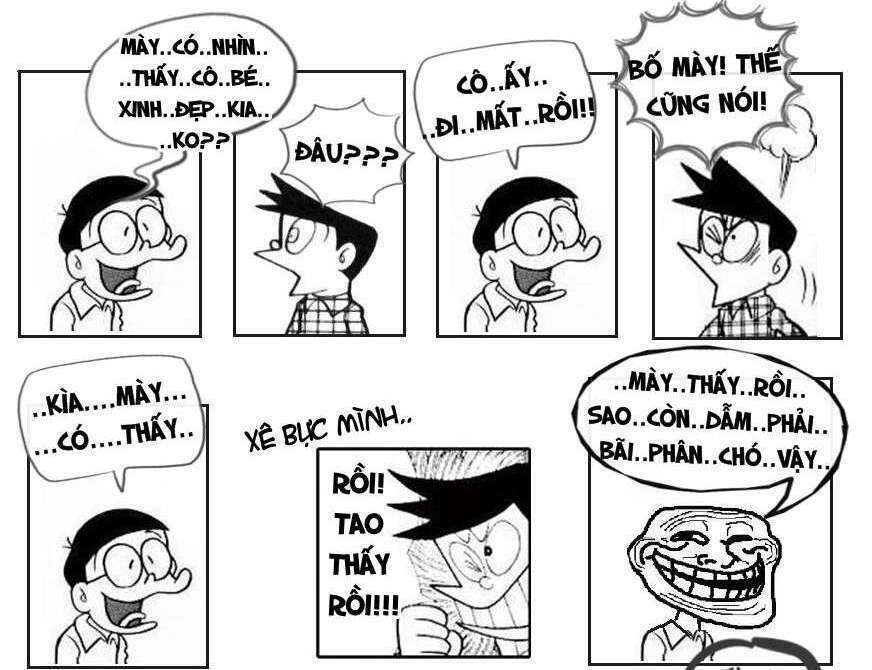 MÀY..CÓ..NHÌN..
..THẤY..CÔ..BÉ.
XINH..ĐẸP..KIA..
..KO??
ĐÂU???
CÔ..ẤY..
..ĐI..MẤT..RỒI!!
BỐ MÀY! THẾ
CŨNG NÓI!
..KÌA....MÀY...
...CÓ....THẤY..
XÊ BỰC MÌNH..
RỒI!
TAO
THẤY
RỒI!!!
..MÀY..THẤY..RỒI..
SAO..CÒN..DẪM..PHẢI..
BÃI..PHÂN..CHÓ..VẬY..